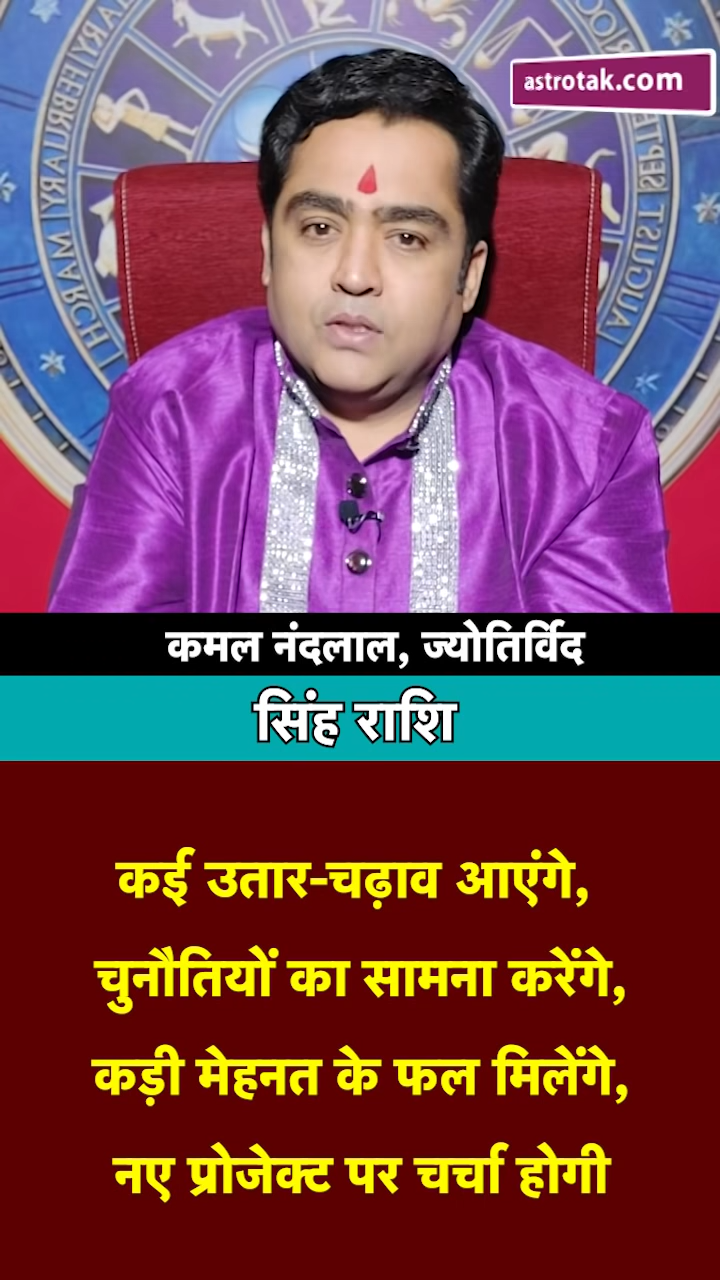 astrotak.com
कमल नंदलाल, ज्योतिर्विद
सिंह राशि
कई उतार-चढ़ाव आएंगे,
चुनौतियों का सामना करेंगे,
कड़ी मेहनत के फल मिलेंगे,
नए प्रोजेक्ट पर चर्चा होगी